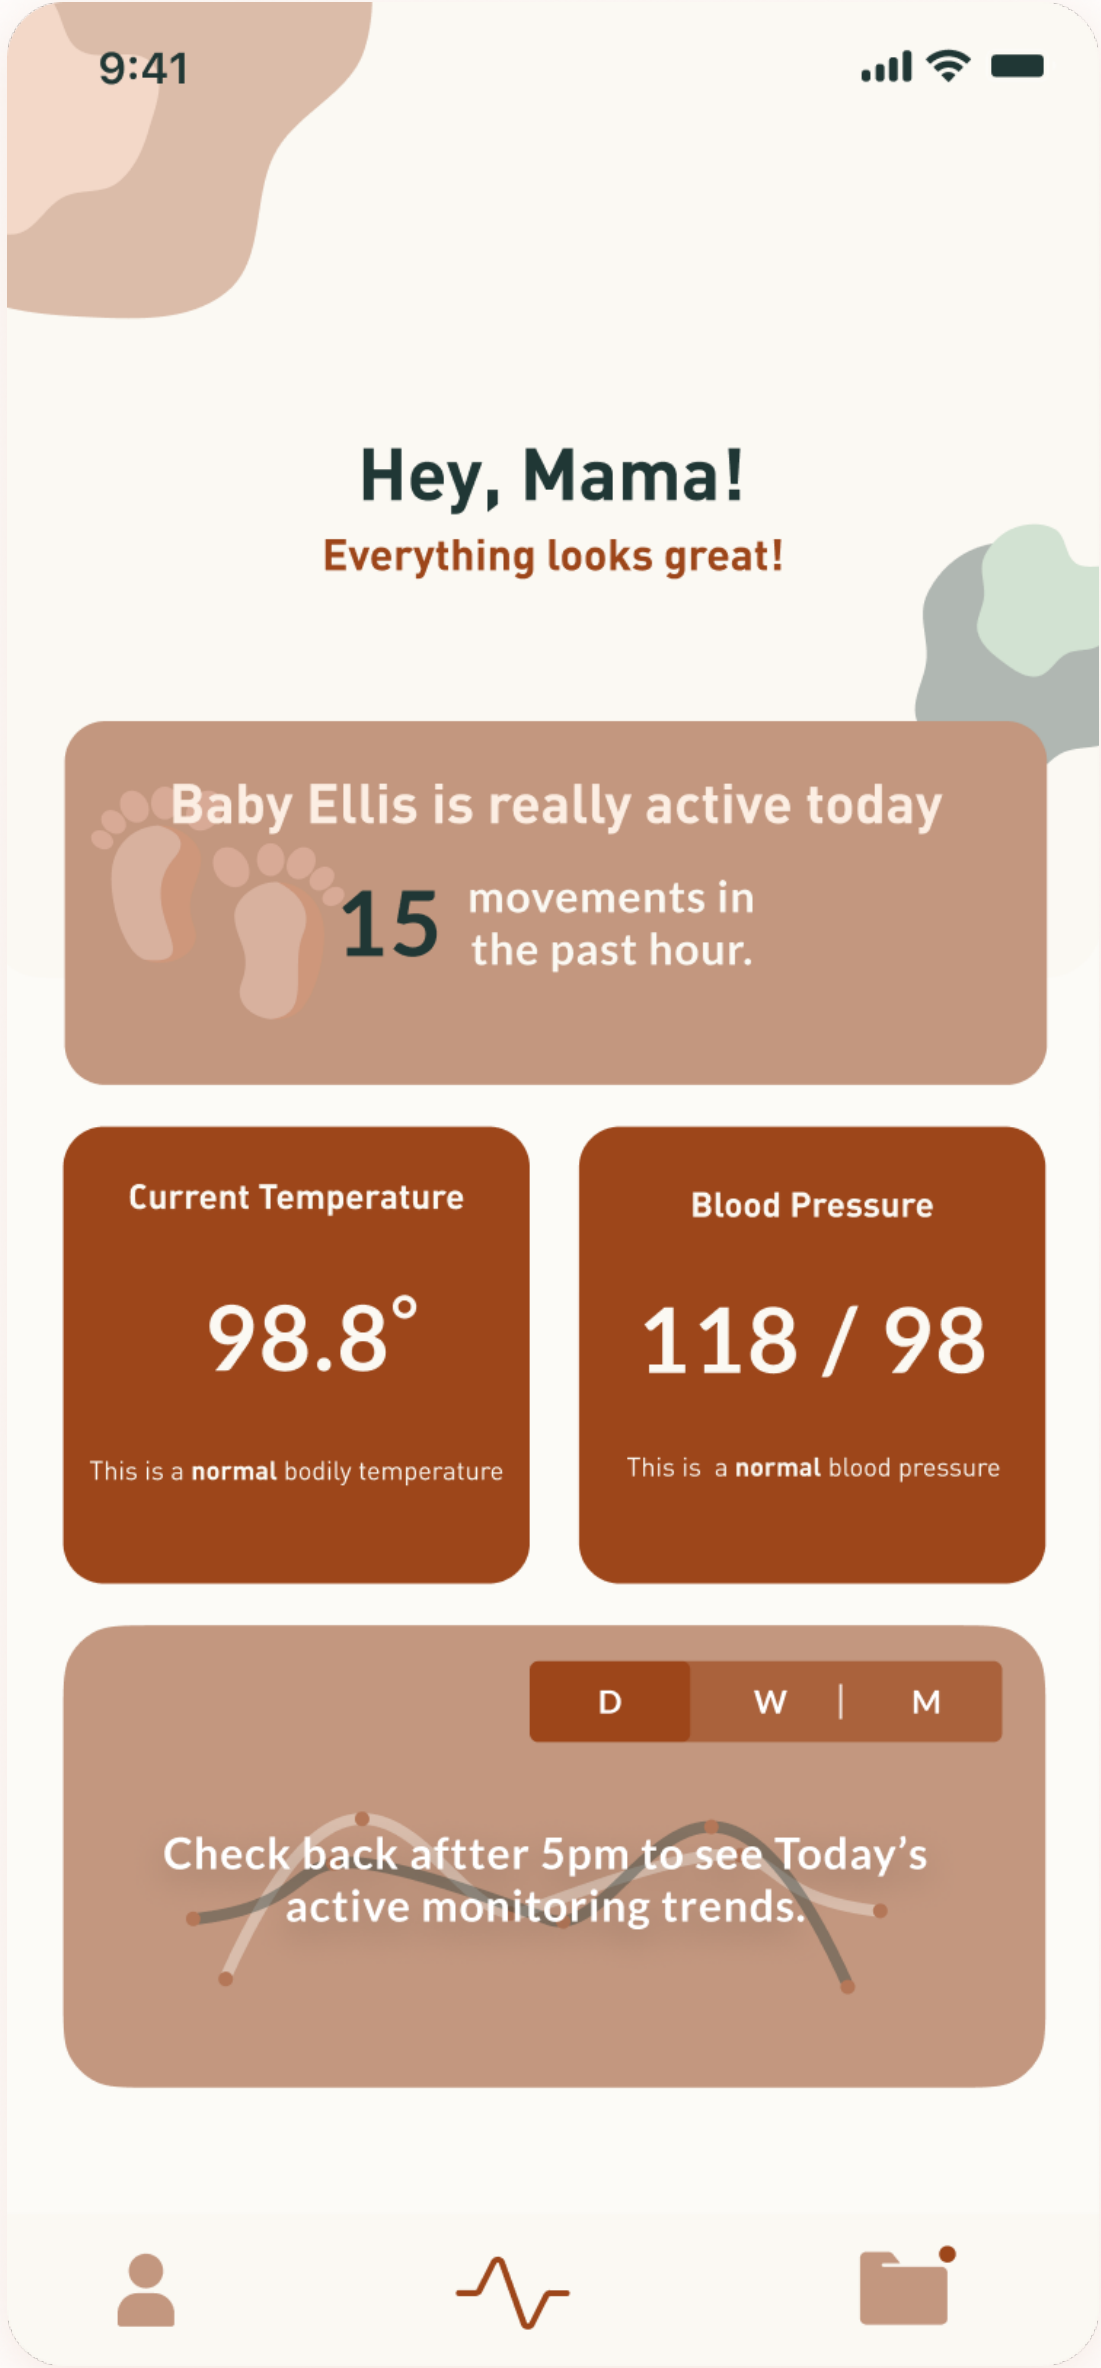 9:41
Hey, Mama!
Everything looks great!
Baby Ellis is really active today
15 movements in
the past hour.
Current Temperature
98.8°
This is a normal bodily temperature
Blood Pressure
118 / 98
This is a normal blood pressure
D W | M
Check back aftter 5pm to see Today’s
active monitoring trends.